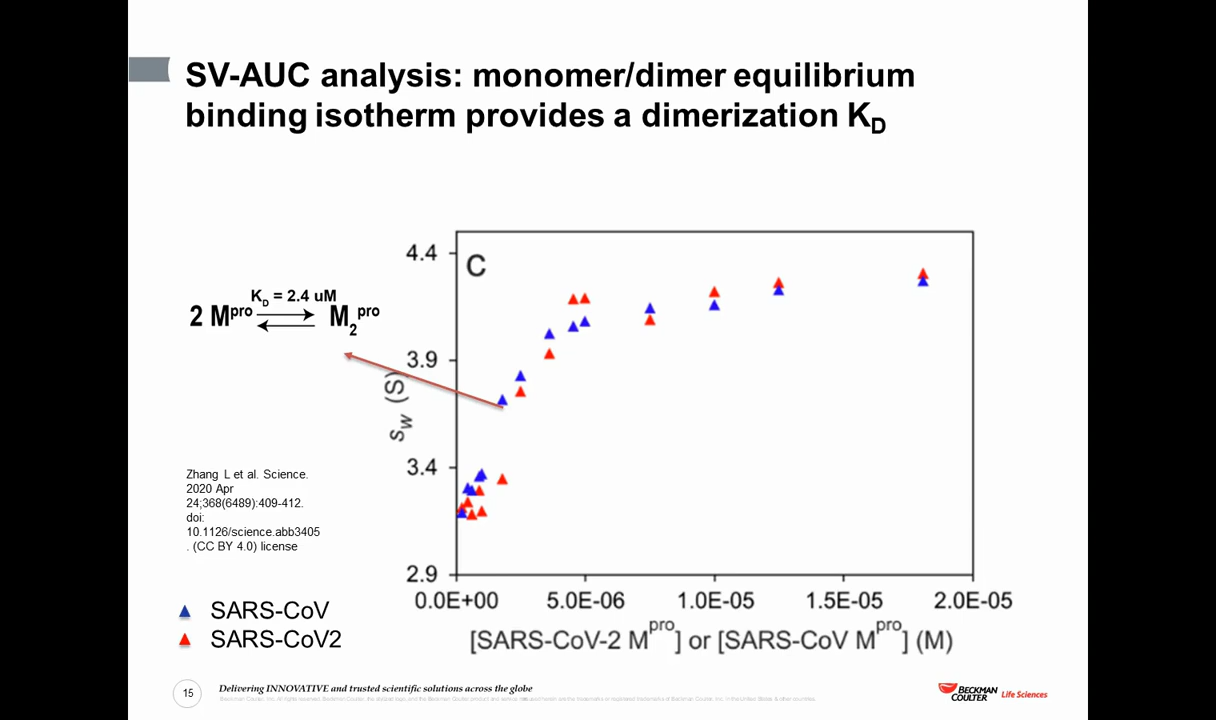 SV-AUC analysis: monomer/dimer equilibrium
binding isotherm provides a dimerization KD
C
4.4
3.9
3.4
2.9
sw (S)
0.0E+00 5.0E-06 1.0E-05 1.5E-05 2.0E-05
[SARS-CoV-2 Mpro] or [SARS-CoV Mpro] (M)
KD = 2.4 uM
2 Mpro M2pro
Zhang L et al. Science.
2020 Apr
24;368(6489):409-412.
doi:
10.1126/science.abb3405
. (CC BY 4.0) license
SARS-CoV
SARS-CoV2
15
Delivering INNOVATIVE and trusted scientific solutions across the globe
BECKMAN
COULTER Life Sciences